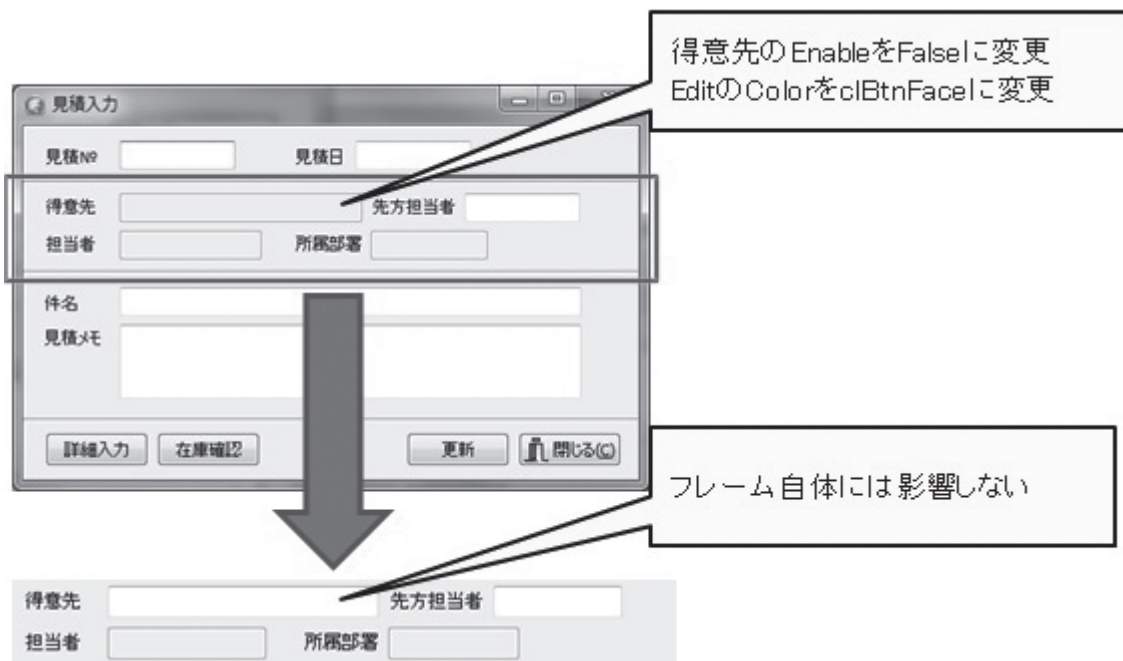 得意先のEnableをFalseに変更
EditのColorをclBtnFaceに変更
見積入力
見積№ 見積日
得意先 先方担当者
担当者 所属部署
件名
見積メモ
詳細入力 在庫確認 更新 閉じる(C)
フレーム自体には影響しない
得意先 先方担当者
担当者 所属部署